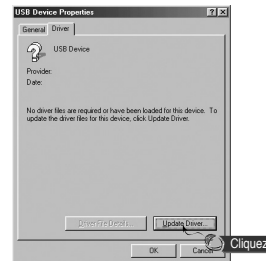 USB Device Properties
General Driver
USB Device
Provider:
Date:
No driver files are required or have been loaded for this device. To
update the driver files for this device, click Update Driver.
Driver File Details... Update Driver...
OK Cancel
Cliquez